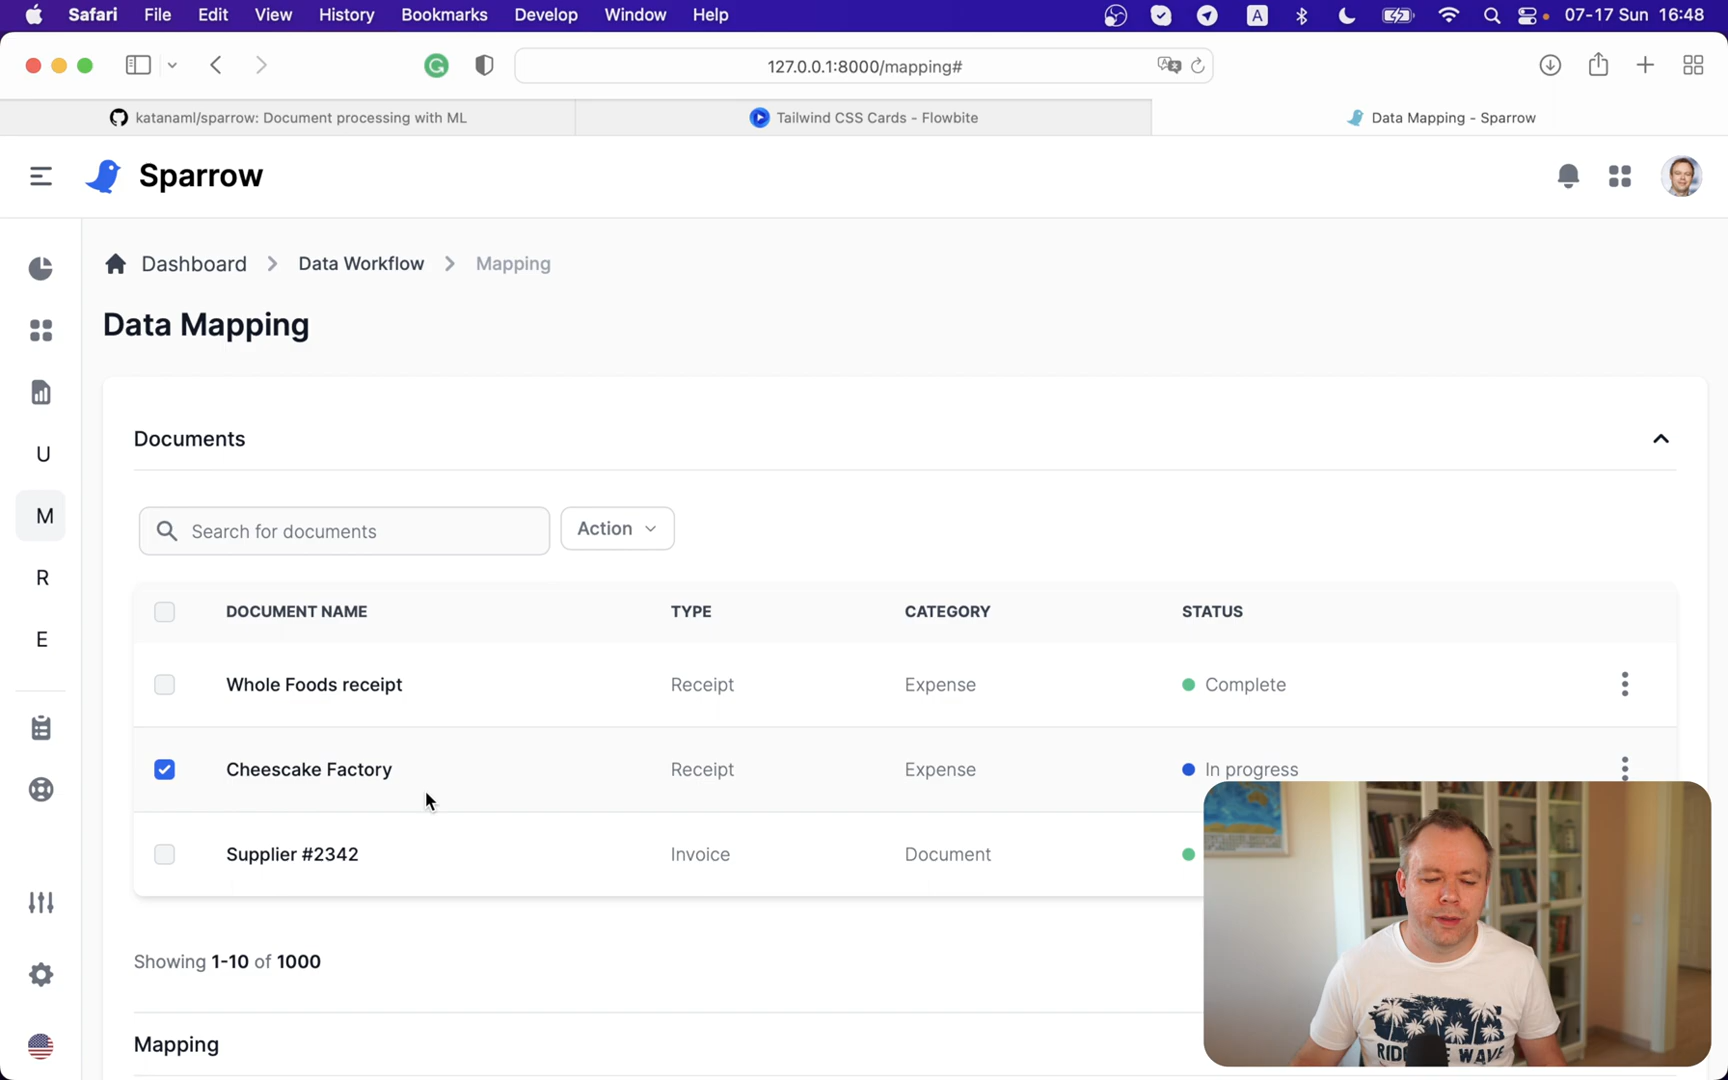 Safari File Edit View History Bookmarks Develop Window Help A 07-17 Sun 16:48
127.0.0.1:8000/mapping#
katanaml/sparrow: Document processing with ML
Tailwind CSS Cards - Flowbite
Data Mapping - Sparrow
Sparrow
Dashboard > Data Workflow > Mapping
Data Mapping
U
M
R
E
Documents
Search for documents
Action
DOCUMENT NAME TYPE CATEGORY STATUS
Whole Foods receipt Receipt Expense Complete
Cheescake Factory Receipt Expense In progress
Supplier #2342 Invoice Document
Showing 1-10 of 1000
Mapping
WAVE